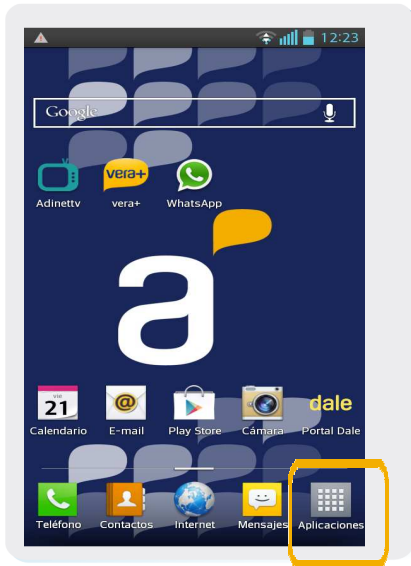 12:23
Google
Adinettv vera+ WhatsApp
vera+
a
vie
21
@
dale
Calendario E-mail Play Store Cámara Portal Dale
Teléfono Contactos Internet Mensajes Aplicaciones